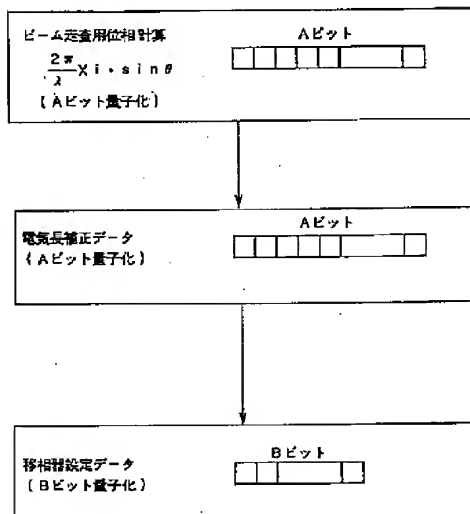 ビーム走査用位相計算
Aビット
2π/λ Xi・sinθ
(Aビット量子化)
Aビット
電気長補正データ
(Aビット量子化)
Bビット
移相器設定データ
(Bビット量子化)